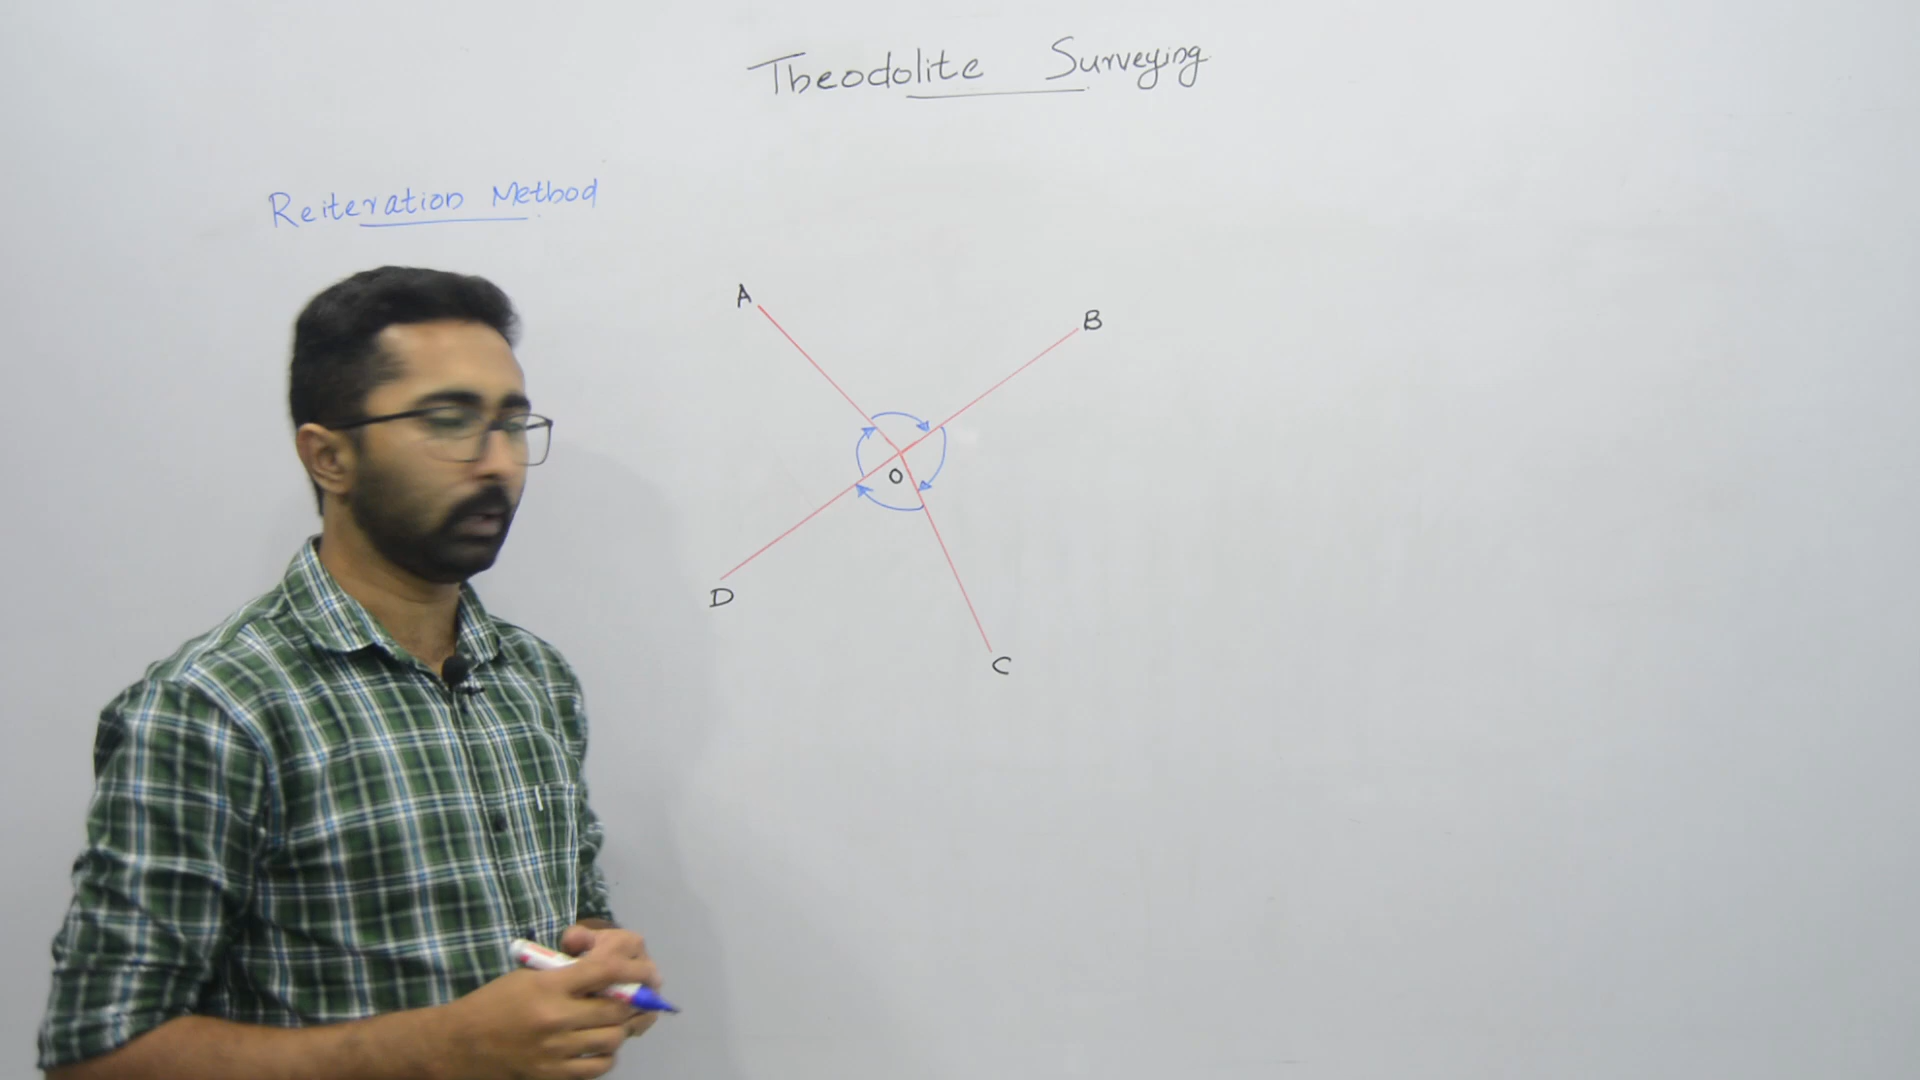 Theodolite Surveying
Reiteration Method
A
B
O
D
C